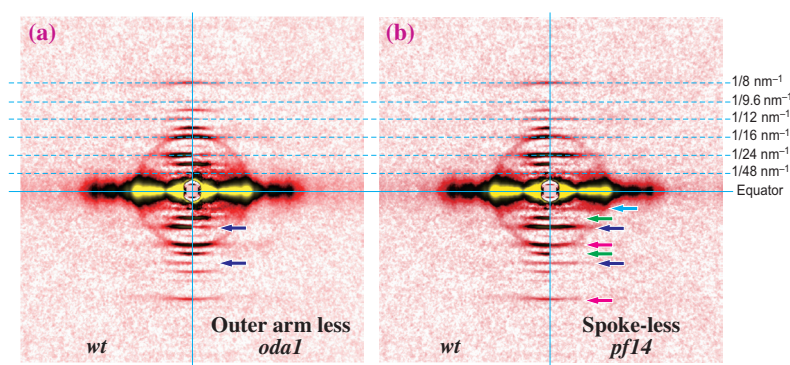 (a)
(b)
1/8 nm⁻¹
1/9.6 nm⁻¹
1/12 nm⁻¹
1/16 nm⁻¹
1/24 nm⁻¹
1/48 nm⁻¹
Equator
wt
Outer arm less
oda1
wt
Spoke-less
pf14